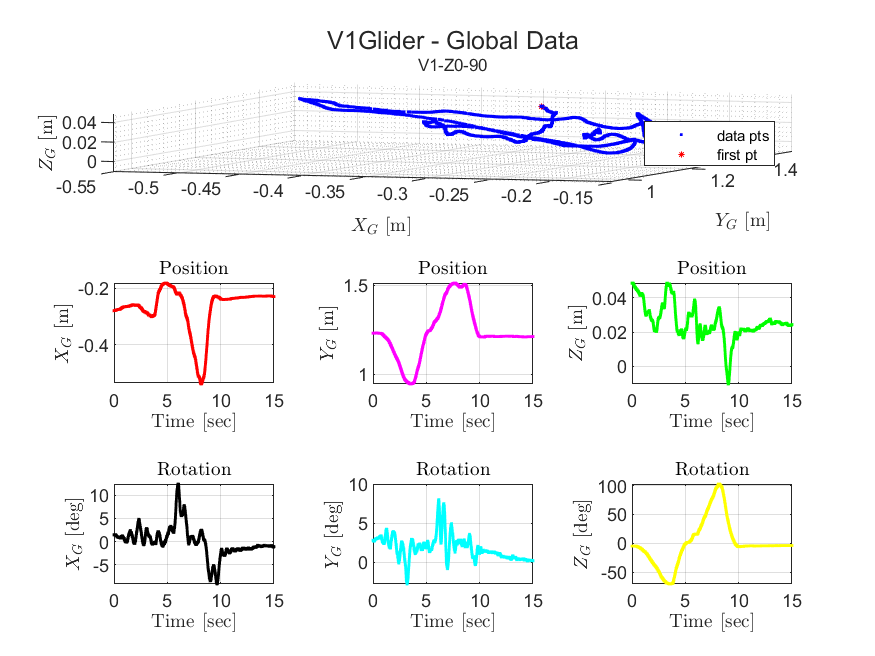 V1Glider - Global Data
V1-Z0-90
Z_G [m]
0.04
0.02
0
-0.55
-0.5
-0.45
-0.4
-0.35
-0.3
-0.25
-0.2
-0.15
X_G [m]
1
1.2
1.4
Y_G [m]
data pts
first pt
Position
X_G [m]
-0.2
-0.4
0 5 10 15
Time [sec]
Position
Y_G [m]
1.5
1
0 5 10 15
Time [sec]
Position
Z_G [m]
0.04
0.02
0
0 5 10 15
Time [sec]
Rotation
X_G [deg]
10
5
0
-5
0 5 10 15
Time [sec]
Rotation
Y_G [deg]
10
5
0
0 5 10 15
Time [sec]
Rotation
Z_G [deg]
100
50
0
-50
0 5 10 15
Time [sec]